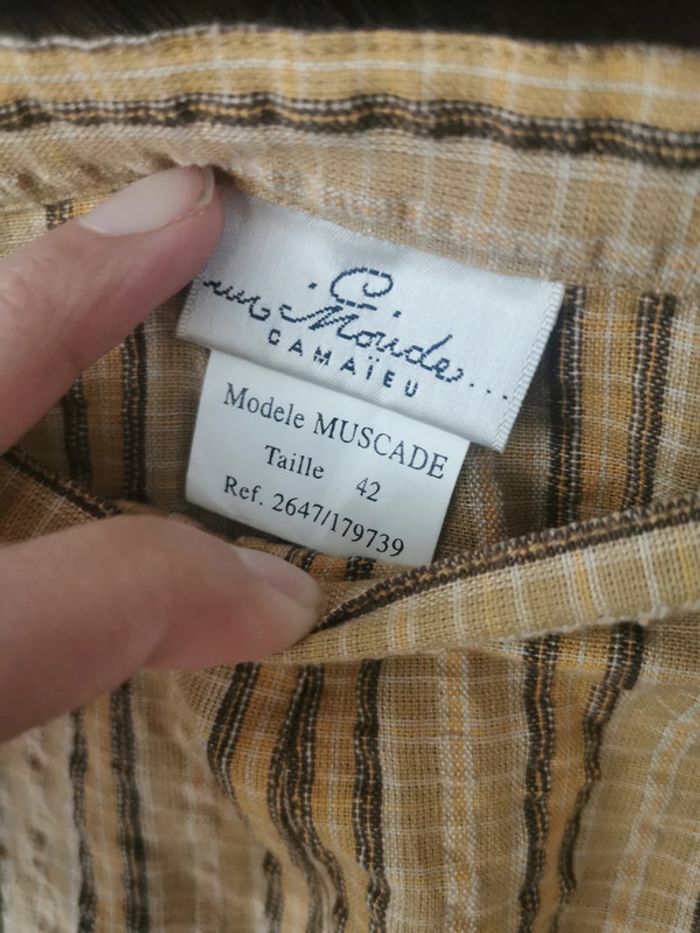 Monde...
CAMAÏEU
Modele MUSCADE
Taille 42
Ref. 2647/179739